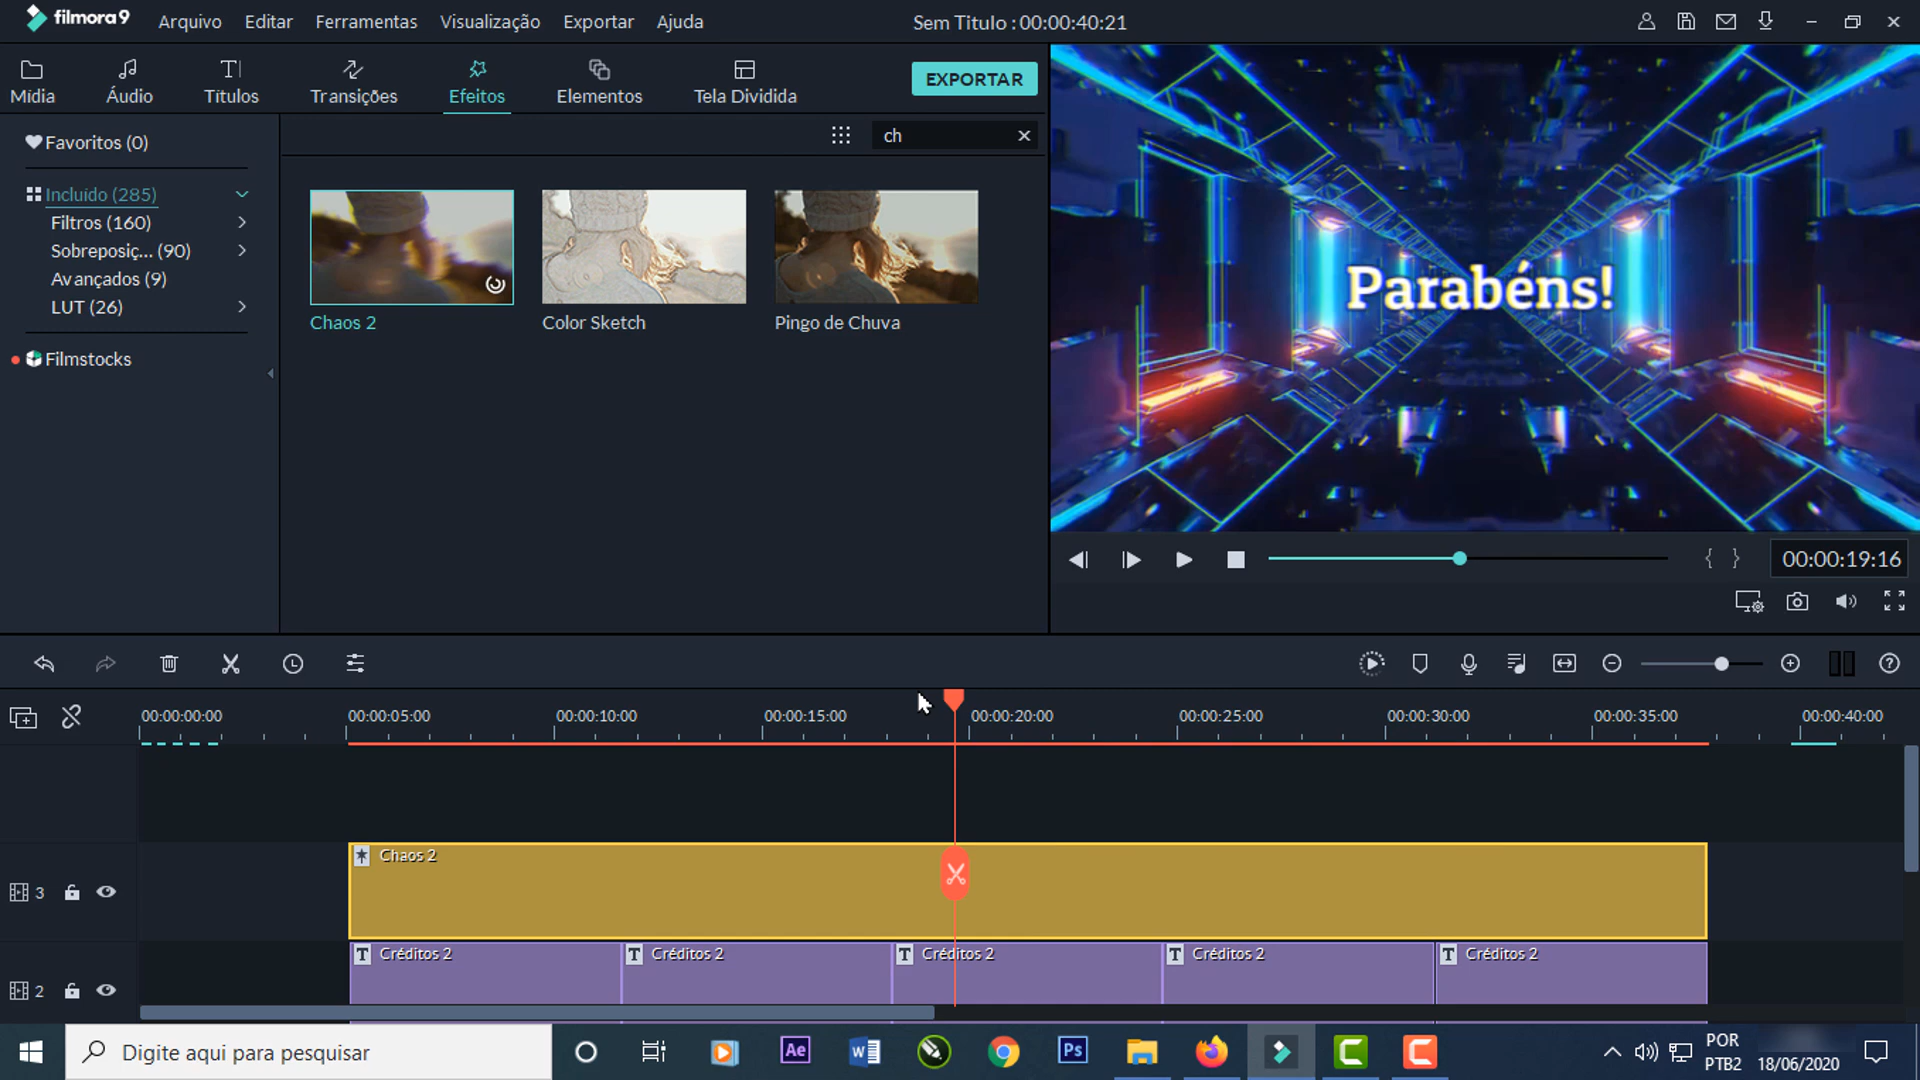 filmora9 Arquivo Editar Ferramentas Visualização Exportar Ajuda Sem Titulo : 00:00:40:21
Mídia Áudio Títulos Transições Efeitos Elementos Tela Dividida EXPORTAR
Favoritos (0)
ch
Incluído (285)
Filtros (160)
Sobreposiç... (90)
Avançados (9)
LUT (26)
Filmstocks
Chaos 2 Color Sketch Pingo de Chuva
Parabéns!
00:00:19:16
00:00:00:00 00:00:05:00 00:00:10:00 00:00:15:00 00:00:20:00 00:00:25:00 00:00:30:00 00:00:35:00 00:00:40:00
Chaos 2
3
T Créditos 2 T Créditos 2 T Créditos 2 T Créditos 2 T Créditos 2
2
Digite aqui para pesquisar
Ae
Ps
POR
PTB2
18/06/2020